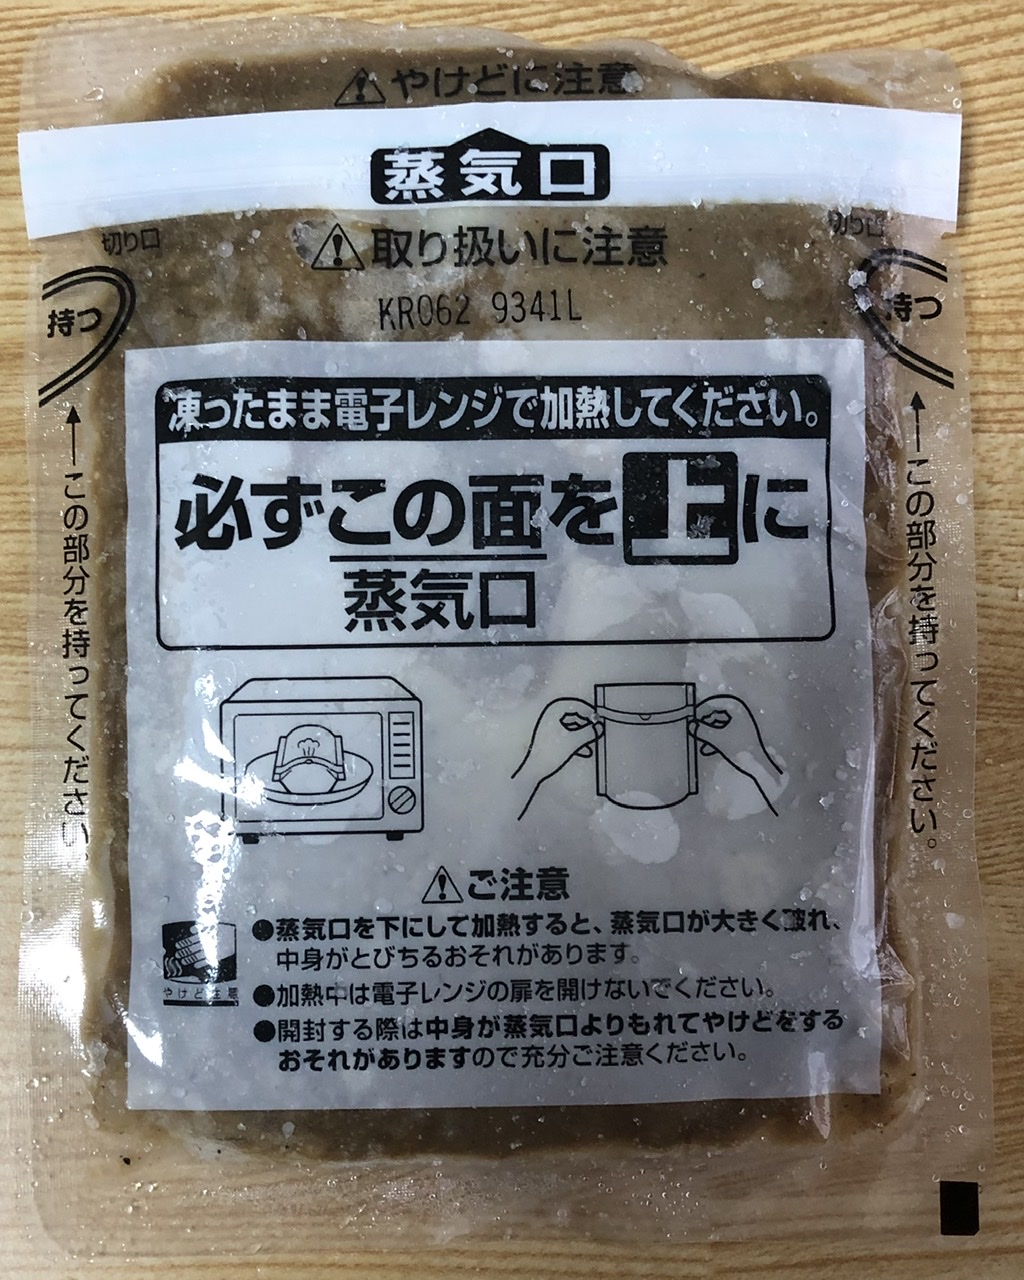 やけどに注意
蒸気口
切り口
切り口
取り扱いに注意
KR062 9341L
持つ
持つ
この部分を持ってください。
この部分を持ってください。
凍ったまま電子レンジで加熱してください。
必ずこの面を上に
蒸気口
ご注意
●蒸気口を下にして加熱すると、蒸気口が大きく破れ、
中身がとびちるおそれがあります。
●加熱中は電子レンジの扉を開けないでください。
●開封する際は中身が蒸気口よりもれてやけどをする
おそれがありますので充分ご注意ください。
やけど注意